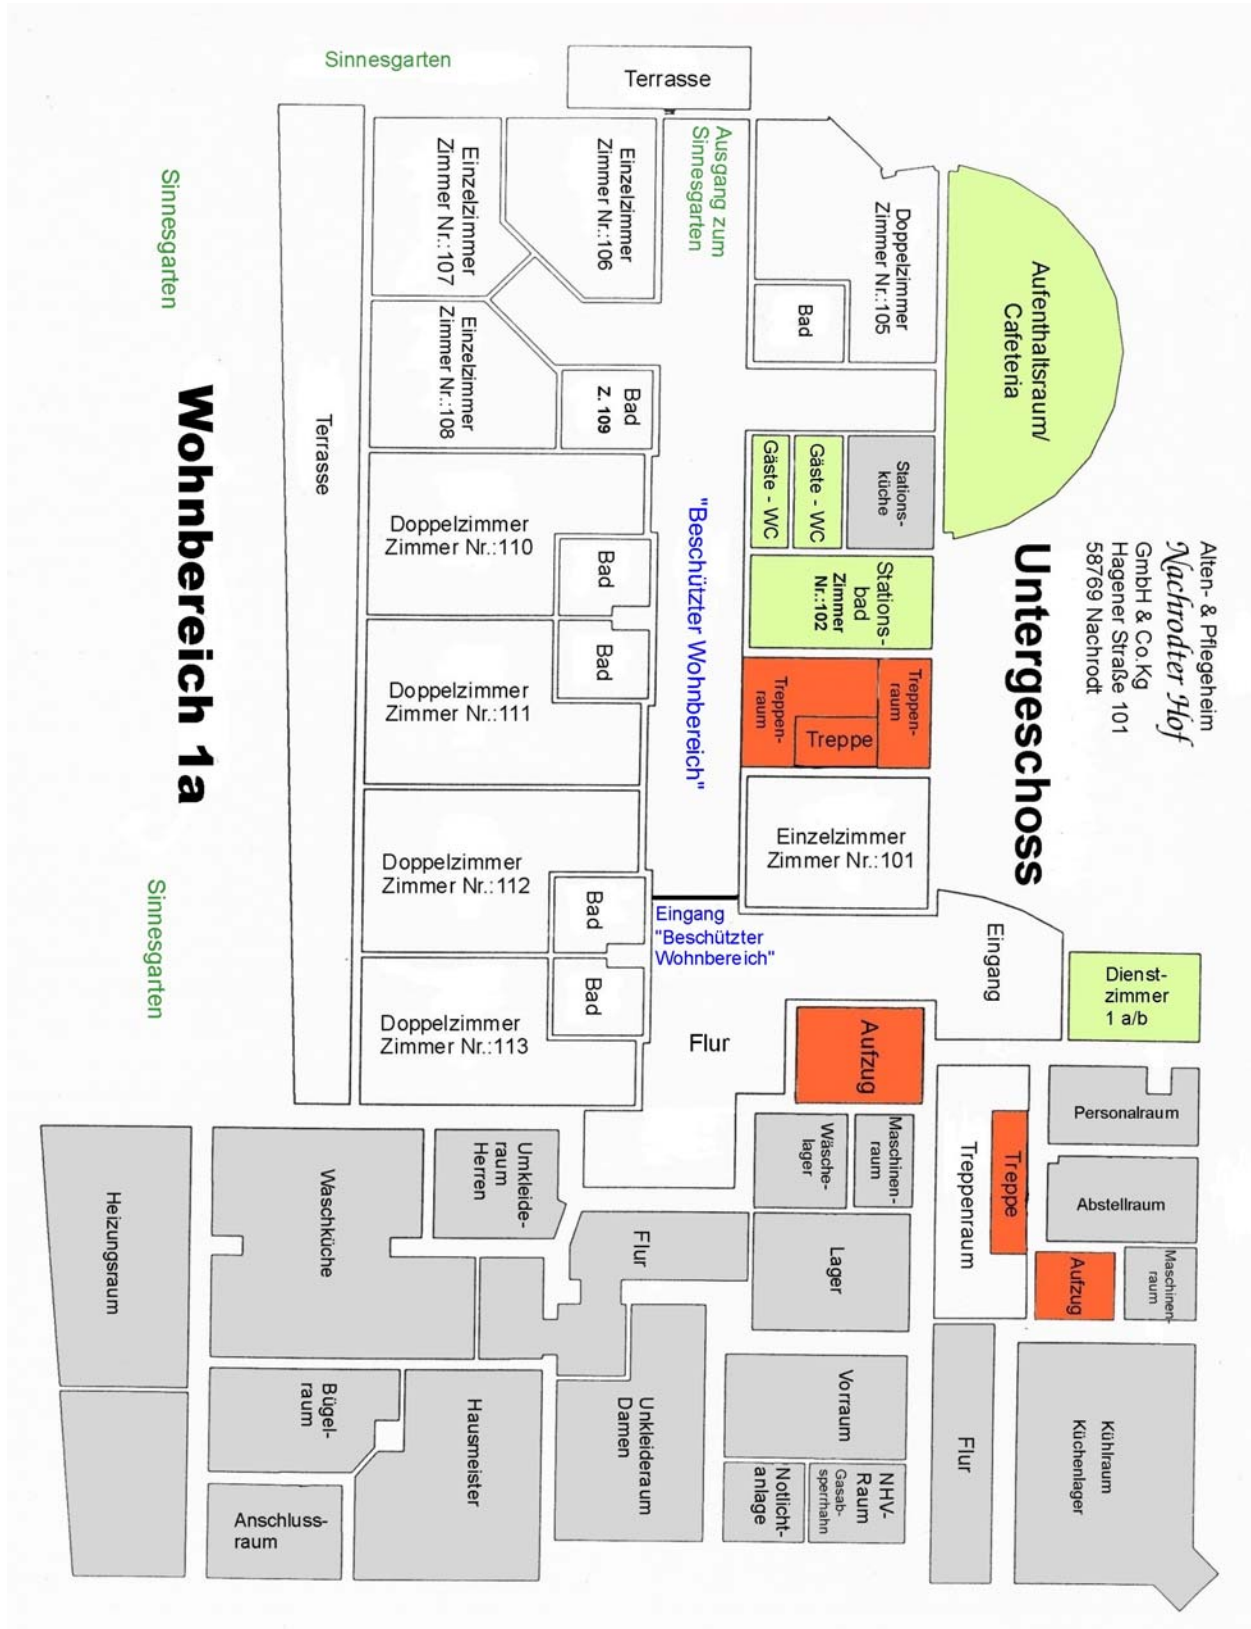 Alten- & Pflegeheim
Nachrodter Hof
GmbH & Co.Kg
Hagener Straße 101
58769 Nachrodt
Untergeschoss
Wohnbereich 1a
Sinnesgarten
Terrasse
Sinnesgarten
Ausgang zum
Sinnesgarten
Einzelzimmer
Zimmer Nr.:107
Einzelzimmer
Zimmer Nr.:106
Doppelzimmer
Zimmer Nr.:105
Bad
Aufenthaltsraum/
Cafeteria
Einzelzimmer
Zimmer Nr.:108
Bad
Z. 109
Terrasse
Gäste - WC
Gäste - WC
Stations-
küche
Doppelzimmer
Zimmer Nr.:110
Bad
"Beschützter Wohnbereich"
Stations-
bad
Zimmer
Nr.:102
Doppelzimmer
Zimmer Nr.:111
Bad
Treppen-
raum
Treppen-
raum
Treppe
Einzelzimmer
Zimmer Nr.:101
Doppelzimmer
Zimmer Nr.:112
Bad
Eingang
"Beschützter
Wohnbereich"
Sinnesgarten
Eingang
Dienst-
zimmer
1 a/b
Doppelzimmer
Zimmer Nr.:113
Bad
Flur
Aufzug
Personalraum
Wäsche-
lager
Maschinen-
raum
Treppenraum
Treppe
Abstellraum
Aufzug
Maschinen-
raum
Heizungsraum
Waschküche
Umkleide-
raum
Herren
Flur
Lager
Bügel-
raum
Hausmeister
Unkleideraum
Damen
Vorraum
Flur
Kühlraum
Küchenlager
Anschluss-
raum
Notlicht-
anlage
NHV-
Raum
Gasab-
sperrhahn